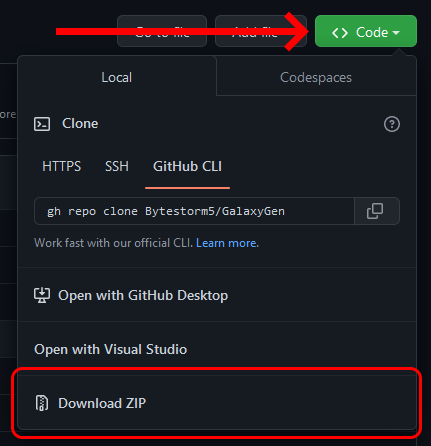 Go to file
Add file
<> Code
Local
Codespaces
ore
Clone
HTTPS
SSH
GitHub CLI
gh repo clone Bytestorm5/GalaxyGen
Work fast with our official CLI. Learn more.
Open with GitHub Desktop
Open with Visual Studio
Download ZIP